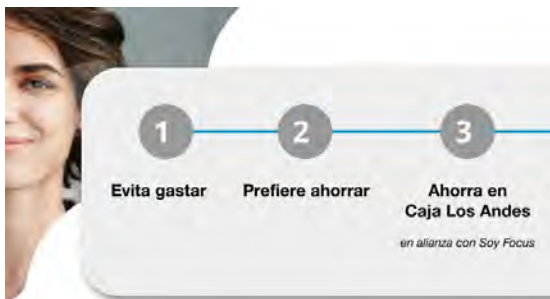 1
2
3
Evita gastar
Prefiere ahorrar
Ahorra en
Caja Los Andes
en alianza con Soy Focus